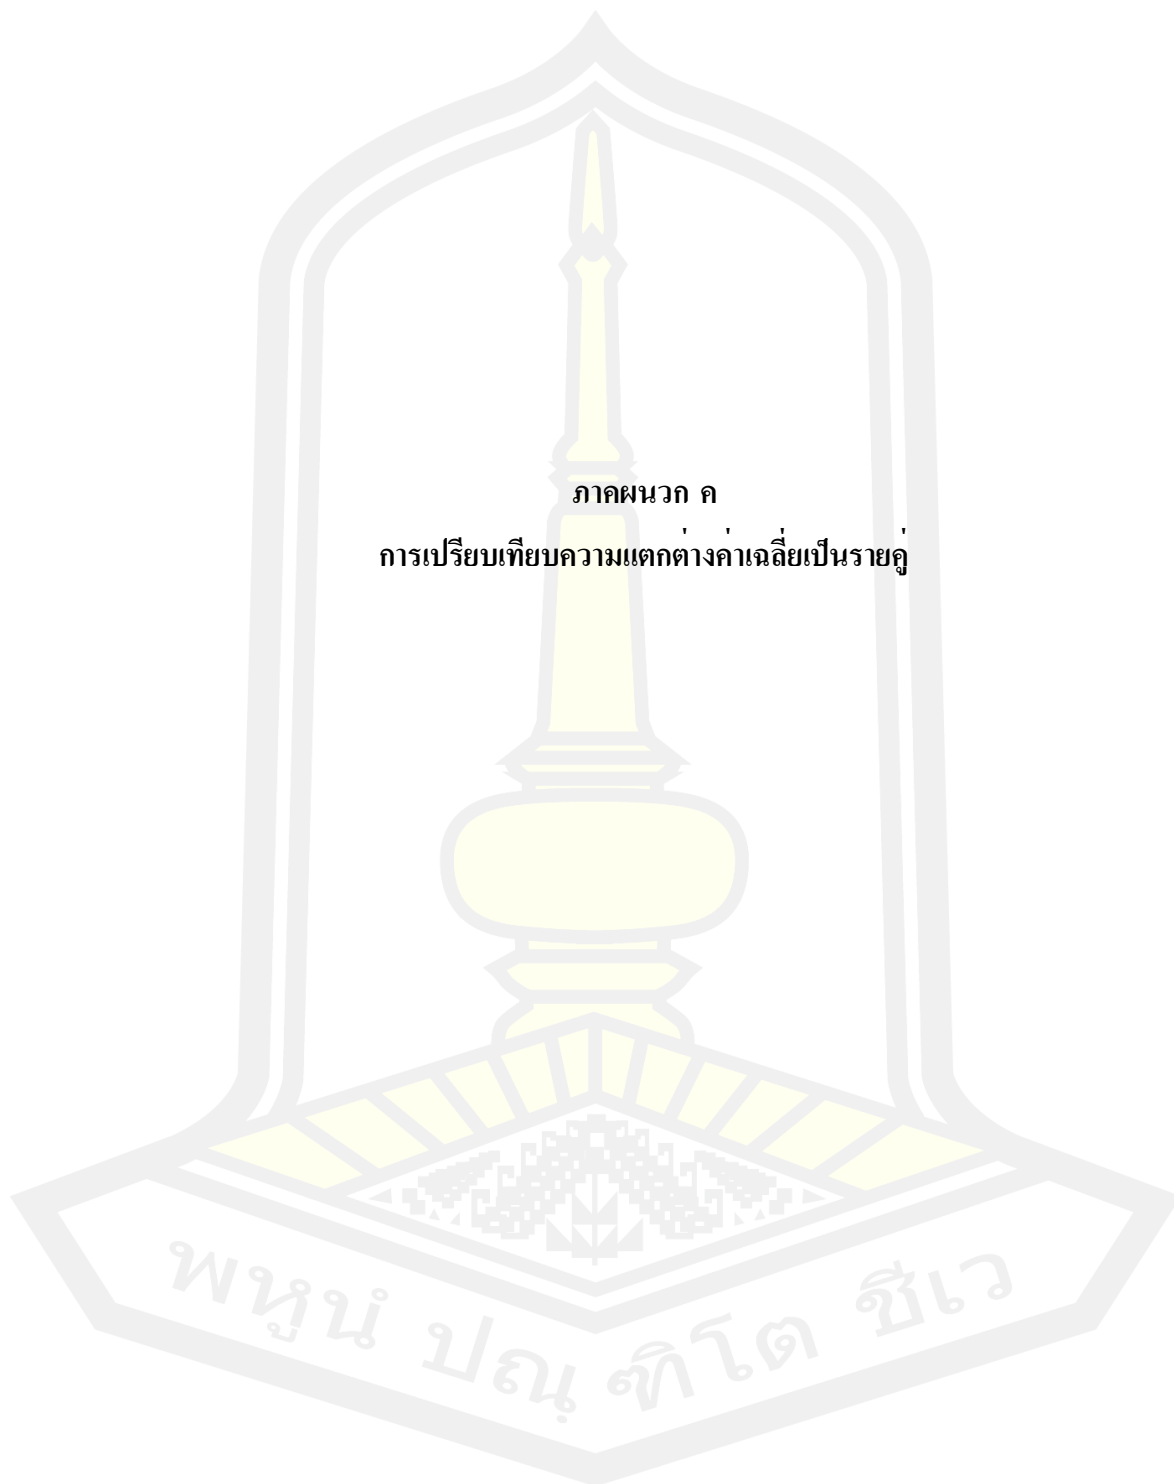 ภาคผนวก ค
การเปรียบเทียบความแตกต่างค่าเฉลี่ยเป็นรายคู่
พหูนํ ปณฺฑิโต ชีเว